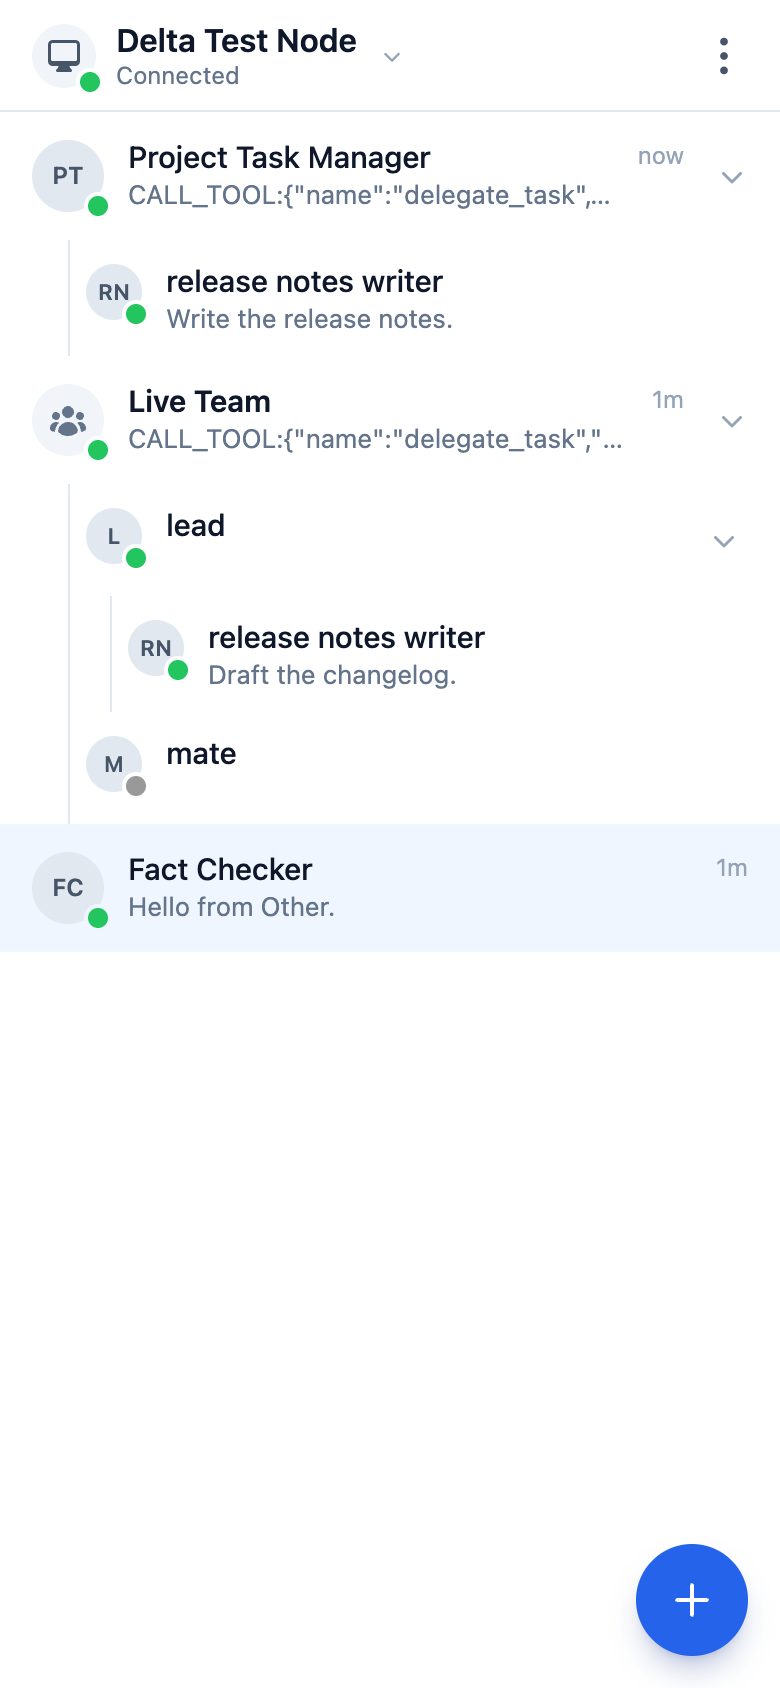 Delta Test Node
Connected
PT
Project Task Manager
now
CALL_TOOL:{"name":"delegate_task",...
RN
release notes writer
Write the release notes.
Live Team
1m
CALL_TOOL:{"name":"delegate_task","...
L
lead
RN
release notes writer
Draft the changelog.
M
mate
FC
Fact Checker
1m
Hello from Other.